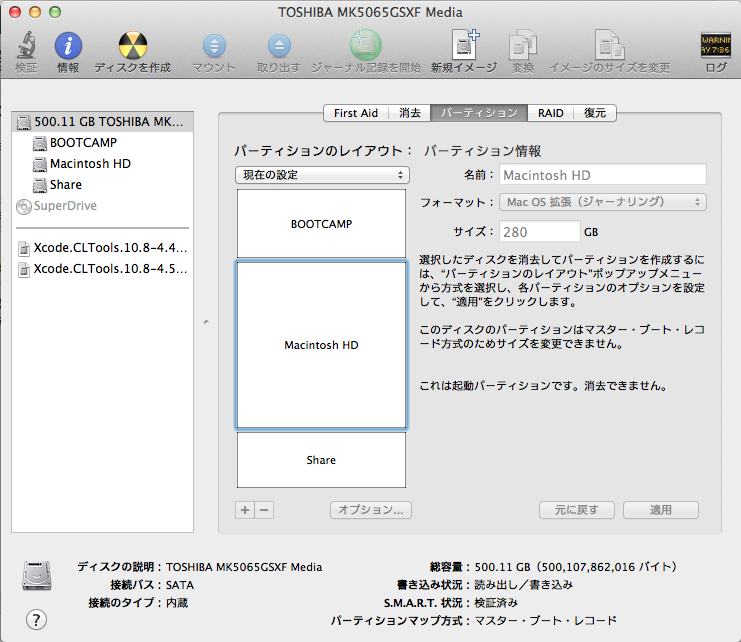 TOSHIBA MK5065GSXF Media
検証
情報
ディスクを作成
マウント
取り出す
ジャーナル記録を開始
新規イメージ
変換
イメージのサイズを変更
WARNIN
AY 7:36
ログ
500.11 GB TOSHIBA MK...
BOOTCAMP
Macintosh HD
Share
SuperDrive
Xcode.CLTools.10.8-4.4...
Xcode.CLTools.10.8-4.5...
First Aid
消去
パーティション
RAID
復元
パーティションのレイアウト：
現在の設定
BOOTCAMP
Macintosh HD
Share
オプション...
パーティション情報
名前：Macintosh HD
フォーマット：Mac OS 拡張（ジャーナリング）
サイズ：280 GB
選択したディスクを消去してパーティションを作成するに
は、“パーティションのレイアウト”ポップアップメニュー
から方式を選択し、各パーティションのオプションを設定
して、“適用”をクリックします。
このディスクのパーティションはマスター・ブート・レコ
ード方式のためサイズを変更できません。
これは起動パーティションです。消去できません。
元に戻す
適用
ディスクの説明：TOSHIBA MK5065GSXF Media
接続バス：SATA
接続のタイプ：内蔵
総容量：500.11 GB（500,107,862,016 バイト）
書き込み状況：読み出し／書き込み
S.M.A.R.T. 状況：検証済み
パーティションマップ方式：マスター・ブート・レコード
?